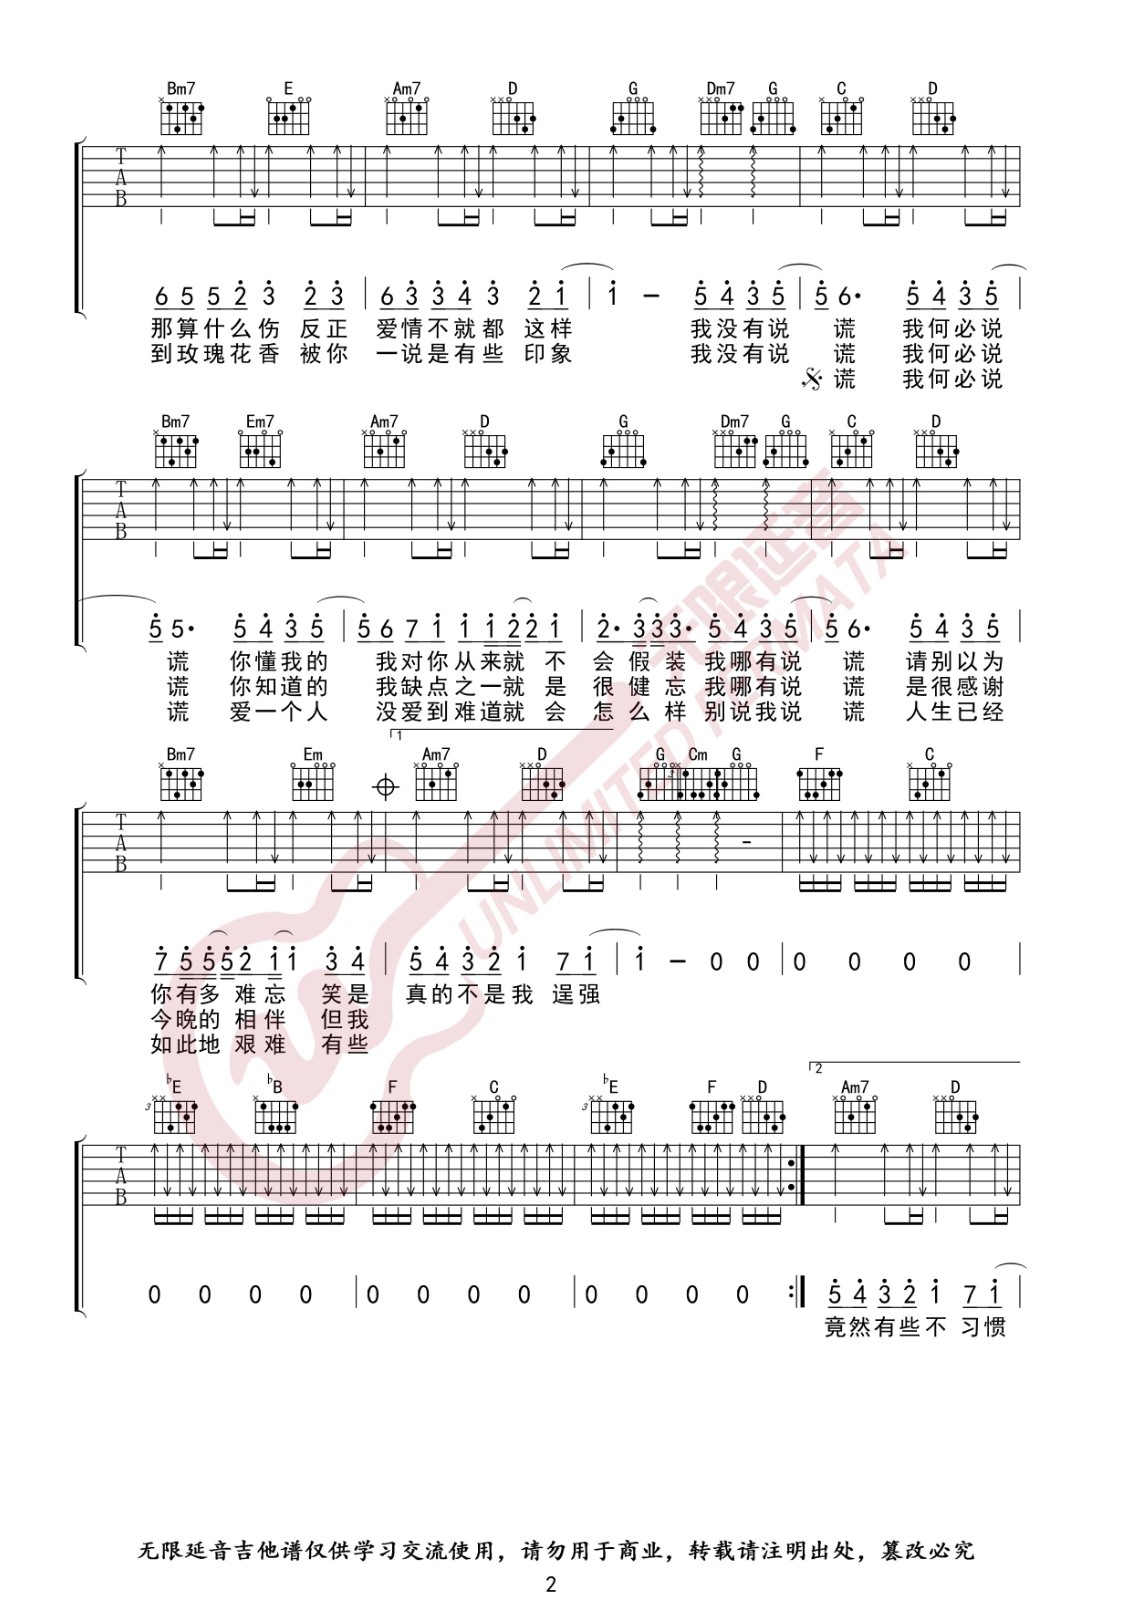 Bm7 E Am7 D G Dm7 G C D
T
A
B
6 5 5 2 3 2 3 6 3 3 4 3 2 1 1 — 5 4 3 5 5 6· 5 4 3 5
那算什么伤 反正 爱情不就都 这样 我没有说 谎 我何必说
到玫瑰花香 被你 一说是有些 印象 我没有说 谎 我何必说
谎 我何必说
Bm7 Em7 Am7 D G Dm7 G C D
T
A
B
5 5· 5 4 3 5 5 6 7 1 1 1 2 2 1 2· 3 3 3· 5 4 3 5 5 6· 5 4 3 5
谎 你懂我的 我对你从来就 不 会 假 装 我哪有说 谎 请别以为
谎 你知道的 我缺点之一就 是 很 健 忘 我哪有说 谎 是很感谢
谎 爱一个人 没爱到难道就 会 怎 么 样 别说我说 谎 人生已经
1
Bm7 Em Am7 D G Cm G F C
3
T
A
B
7 5 5 5 2 1 1 3 4 5 4 3 2 1 7 1 1 — 0 0 0 0 0 0
你有多 难忘 笑是 真的不是我 逞强
今晚的 相伴 但我
如此地 艰难 有些
2
♭E ♭B F C ♭E F D Am7 D
3 3
T
A
B
0 0 0 0 0 0 0 0 0 0 0 0 5 4 3 2 1 7 1
竟然有些不 习惯
无限延音 UNLIMITED FERMATA
无限延音吉他谱仅供学习交流使用，请勿用于商业，转载请注明出处，篡改必究
2